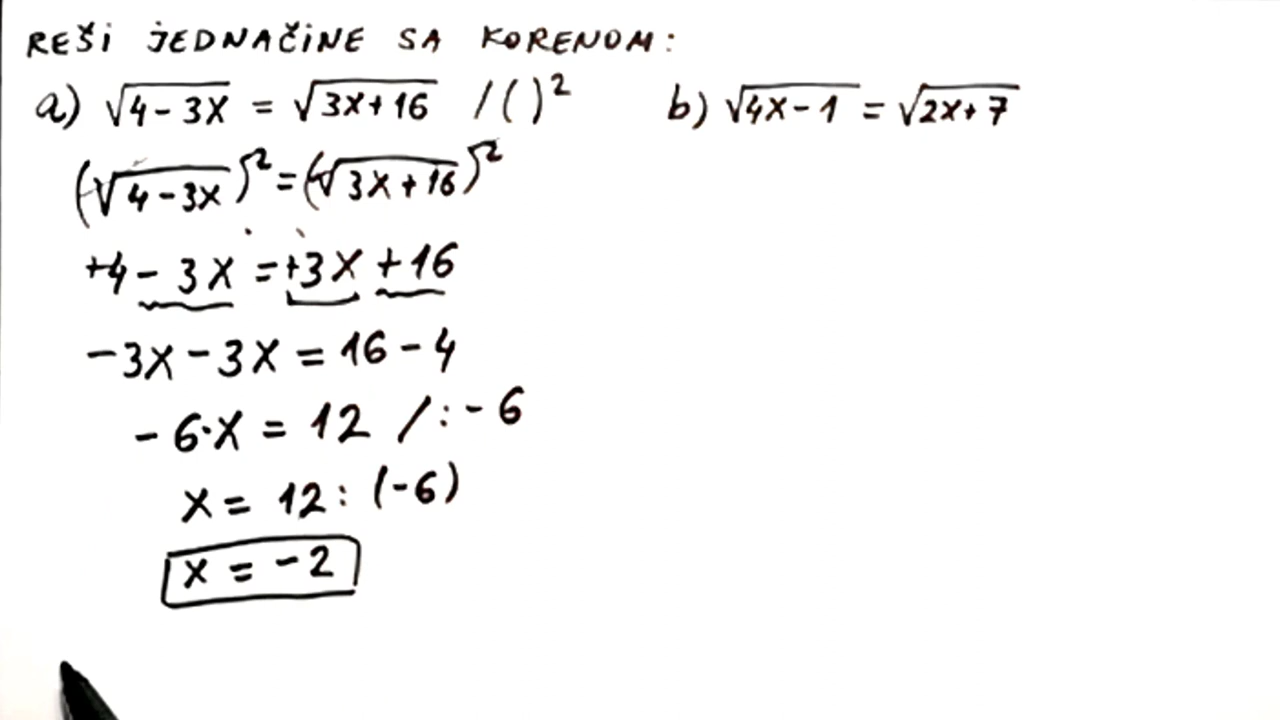 REŠI JEDNAČINE SA KORENOM:
a) √(4-3X) = √(3X+16) /( )²
b) √(4X-1) = √(2X+7)
(√(4-3X))² = (√(3X+16))²
+4-3X = +3X +16
-3X-3X = 16-4
-6·X = 12 /:-6
X = 12:(-6)
X = -2